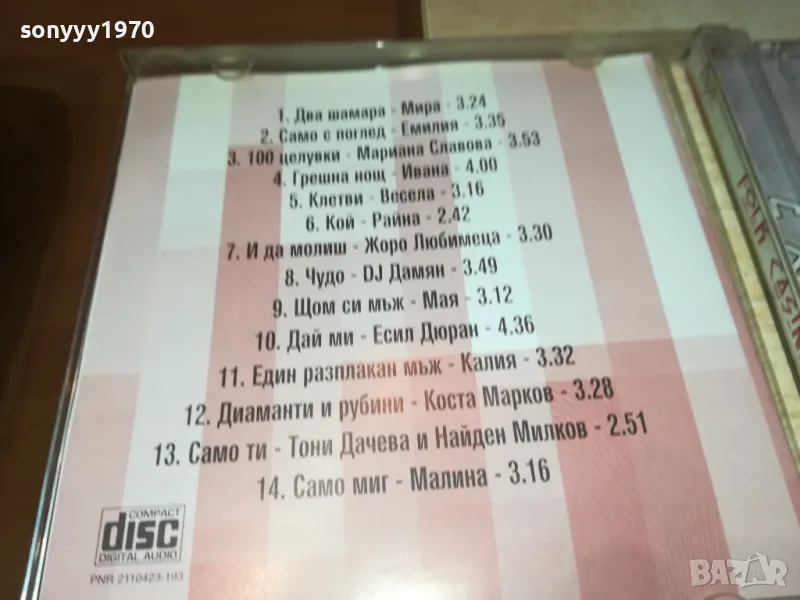 sonyyy1970
1. Два шамара - Мира - 3.24
2. Само с поглед - Емилия - 3.35
3. 100 целувки - Мариана Славова - 3.53
4. Грешна нощ - Ивана - 4.00
5. Клетви - Весела - 3.16
6. Кой - Райна - 2.42
7. И да молиш - Жоро Любимеца - 3.30
8. Чудо - DJ Дамян - 3.49
9. Щом си мъж - Мая - 3.12
10. Дай ми - Есил Дюран - 4.36
11. Един разплакан мъж - Калия - 3.32
12. Диаманти и рубини - Коста Марков - 3.28
13. Само ти - Тони Дачева и Найден Милков - 2.51
14. Само миг - Малина - 3.16
COMPACT
disc
DIGITAL AUDIO
PNR 2110423-193
FOLK
BAZAR